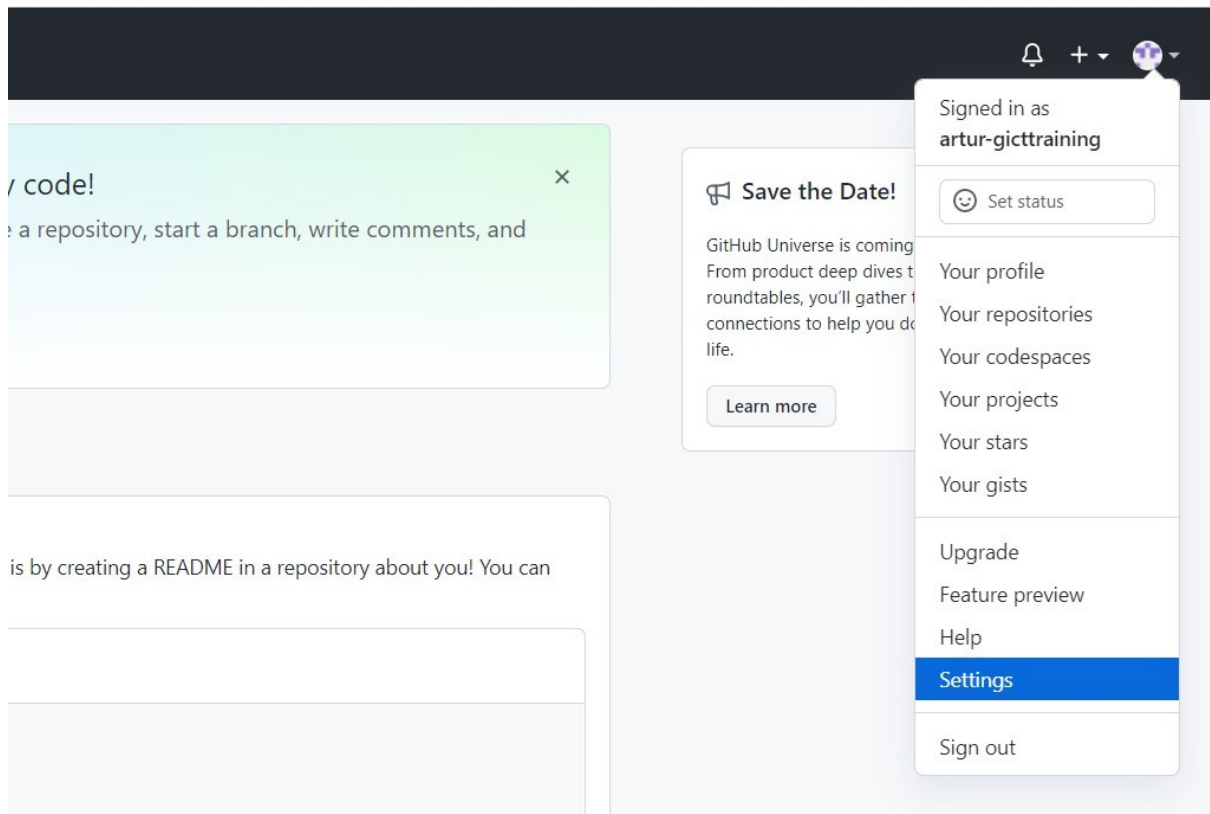 y code!
e a repository, start a branch, write comments, and
Save the Date!
GitHub Universe is coming
From product deep dives t
roundtables, you'll gather t
connections to help you do
life.
Learn more
is by creating a README in a repository about you! You can
Signed in as
artur-gicttraining
Set status
Your profile
Your repositories
Your codespaces
Your projects
Your stars
Your gists
Upgrade
Feature preview
Help
Settings
Sign out